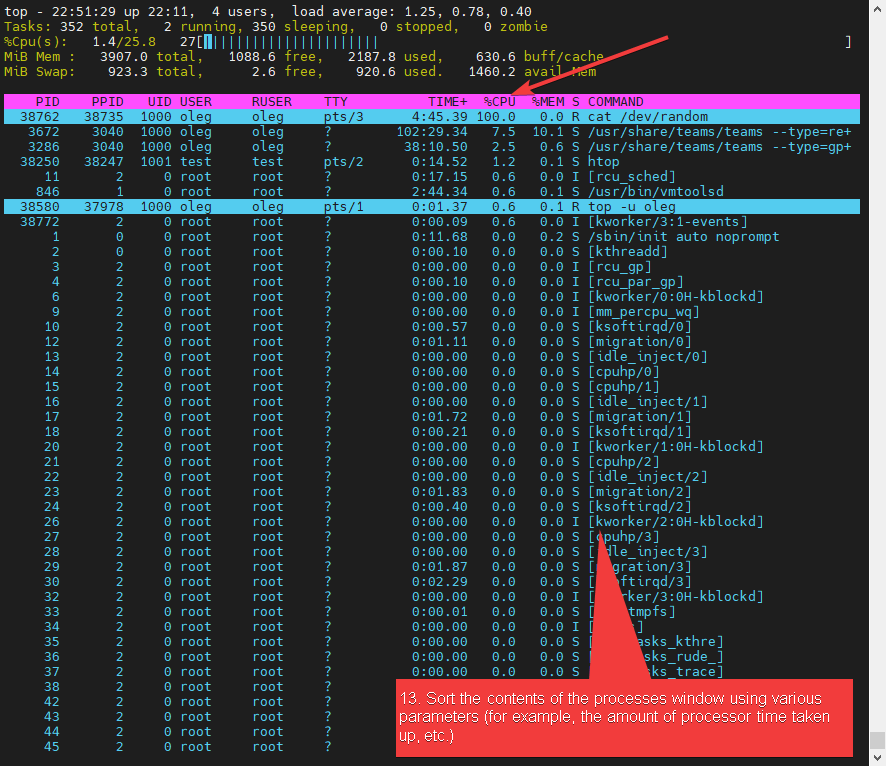 top - 22:51:29 up 22:11,  4 users,  load average: 1.25, 0.78, 0.40
Tasks: 352 total,   2 running, 350 sleeping,   0 stopped,   0 zombie
%Cpu(s):   1.4/25.8   27[||||||||||||||||||||||                                                          ]
MiB Mem :   3907.0 total,   1088.6 free,   2187.8 used,    630.6 buff/cache
MiB Swap:    923.3 total,      2.6 free,    920.6 used.   1460.2 avail Mem
PID PPID UID USER RUSER TTY TIME+ %CPU %MEM S COMMAND
38762 38735 1000 oleg oleg pts/3 4:45.39 100.0 0.0 R cat /dev/random
3672 3040 1000 oleg oleg ? 102:29.34 7.5 10.1 S /usr/share/teams/teams --type=re+
3286 3040 1000 oleg oleg ? 38:10.50 2.5 0.6 S /usr/share/teams/teams --type=gp+
38250 38247 1001 test test pts/2 0:14.52 1.2 0.1 S htop
11 2 0 root root ? 0:17.15 0.6 0.0 I [rcu_sched]
846 1 0 root root ? 2:44.34 0.6 0.1 S /usr/bin/vmtoolsd
38580 37978 1000 oleg oleg pts/1 0:01.37 0.6 0.1 R top -u oleg
38772 2 0 root root ? 0:00.09 0.6 0.0 I [kworker/3:1-events]
1 0 0 root root ? 0:11.68 0.0 0.2 S /sbin/init auto noprompt
2 0 0 root root ? 0:00.10 0.0 0.0 S [kthreadd]
3 2 0 root root ? 0:00.00 0.0 0.0 I [rcu_gp]
4 2 0 root root ? 0:00.10 0.0 0.0 I [rcu_par_gp]
6 2 0 root root ? 0:00.00 0.0 0.0 I [kworker/0:0H-kblockd]
9 2 0 root root ? 0:00.00 0.0 0.0 I [mm_percpu_wq]
10 2 0 root root ? 0:00.57 0.0 0.0 S [ksoftirqd/0]
12 2 0 root root ? 0:01.11 0.0 0.0 S [migration/0]
13 2 0 root root ? 0:00.00 0.0 0.0 S [idle_inject/0]
14 2 0 root root ? 0:00.00 0.0 0.0 S [cpuhp/0]
15 2 0 root root ? 0:00.00 0.0 0.0 S [cpuhp/1]
16 2 0 root root ? 0:00.00 0.0 0.0 S [idle_inject/1]
17 2 0 root root ? 0:01.72 0.0 0.0 S [migration/1]
18 2 0 root root ? 0:00.21 0.0 0.0 S [ksoftirqd/1]
20 2 0 root root ? 0:00.00 0.0 0.0 I [kworker/1:0H-kblockd]
21 2 0 root root ? 0:00.00 0.0 0.0 S [cpuhp/2]
22 2 0 root root ? 0:00.00 0.0 0.0 S [idle_inject/2]
23 2 0 root root ? 0:01.83 0.0 0.0 S [migration/2]
24 2 0 root root ? 0:00.40 0.0 0.0 S [ksoftirqd/2]
26 2 0 root root ? 0:00.00 0.0 0.0 I [kworker/2:0H-kblockd]
27 2 0 root root ? 0:00.00 0.0 0.0 S [cpuhp/3]
28 2 0 root root ? 0:00.00 0.0 0.0 S [idle_inject/3]
29 2 0 root root ? 0:01.87 0.0 0.0 S [migration/3]
30 2 0 root root ? 0:02.29 0.0 0.0 S [ksoftirqd/3]
32 2 0 root root ? 0:00.00 0.0 0.0 I [kworker/3:0H-kblockd]
33 2 0 root root ? 0:00.01 0.0 0.0 S
34 2 0 root root ? 0:00.00 0.0 0.0 I
35 2 0 root root ? 0:00.00 0.0 0.0 S
36 2 0 root root ? 0:00.00 0.0 0.0 S
37 2 0 root root ? 0:00.00 0.0 0.0 S
38 2 0 root root ?
42 2 0 root root ?
43 2 0 root root ?
44 2 0 root root ?
45 2 0 root root ?
13. Sort the contents of the processes window using various
parameters (for example, the amount of processor time taken
up, etc.)